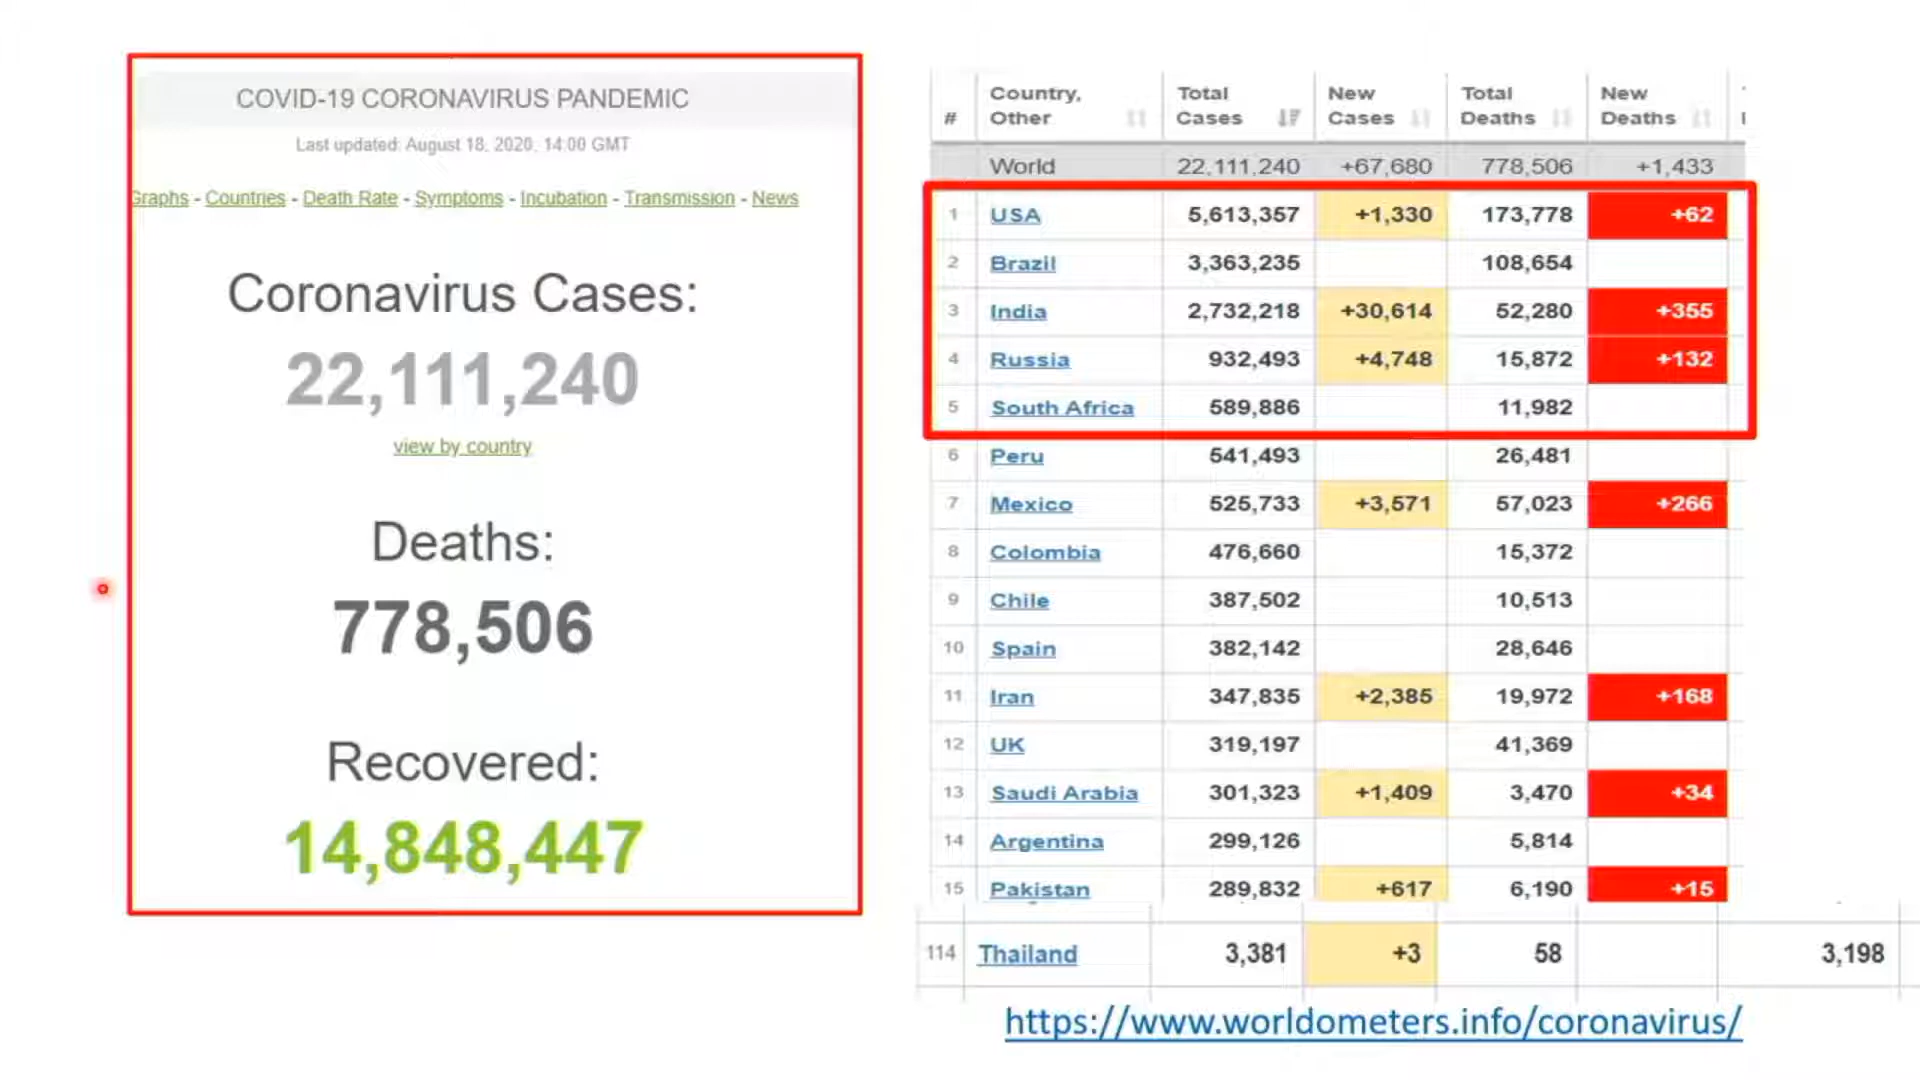 COVID-19 CORONAVIRUS PANDEMIC
Last updated: August 18, 2020, 14:00 GMT
Graphs - Countries - Death Rate - Symptoms - Incubation - Transmission - News
Coronavirus Cases:
22,111,240
view by country
Deaths:
778,506
Recovered:
14,848,447
# Country, Other Total Cases New Cases Total Deaths New Deaths
World 22,111,240 +67,680 778,506 +1,433
1 USA 5,613,357 +1,330 173,778 +62
2 Brazil 3,363,235 108,654
3 India 2,732,218 +30,614 52,280 +355
4 Russia 932,493 +4,748 15,872 +132
5 South Africa 589,886 11,982
6 Peru 541,493 26,481
7 Mexico 525,733 +3,571 57,023 +266
8 Colombia 476,660 15,372
9 Chile 387,502 10,513
10 Spain 382,142 28,646
11 Iran 347,835 +2,385 19,972 +168
12 UK 319,197 41,369
13 Saudi Arabia 301,323 +1,409 3,470 +34
14 Argentina 299,126 5,814
15 Pakistan 289,832 +617 6,190 +15
114 Thailand 3,381 +3 58 3,198
https://www.worldometers.info/coronavirus/